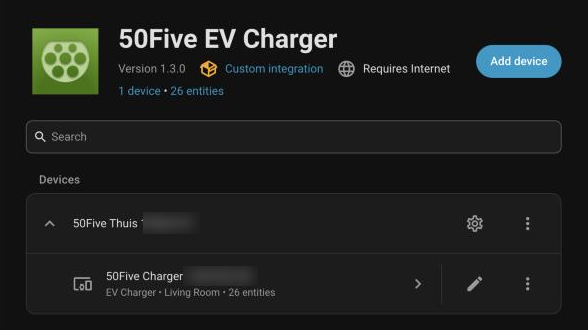 50Five EV Charger
Version 1.3.0 Custom integration Requires Internet
Add device
1 device • 26 entities
Search
Devices
50Five Thuis
50Five Charger
EV Charger • Living Room • 26 entities